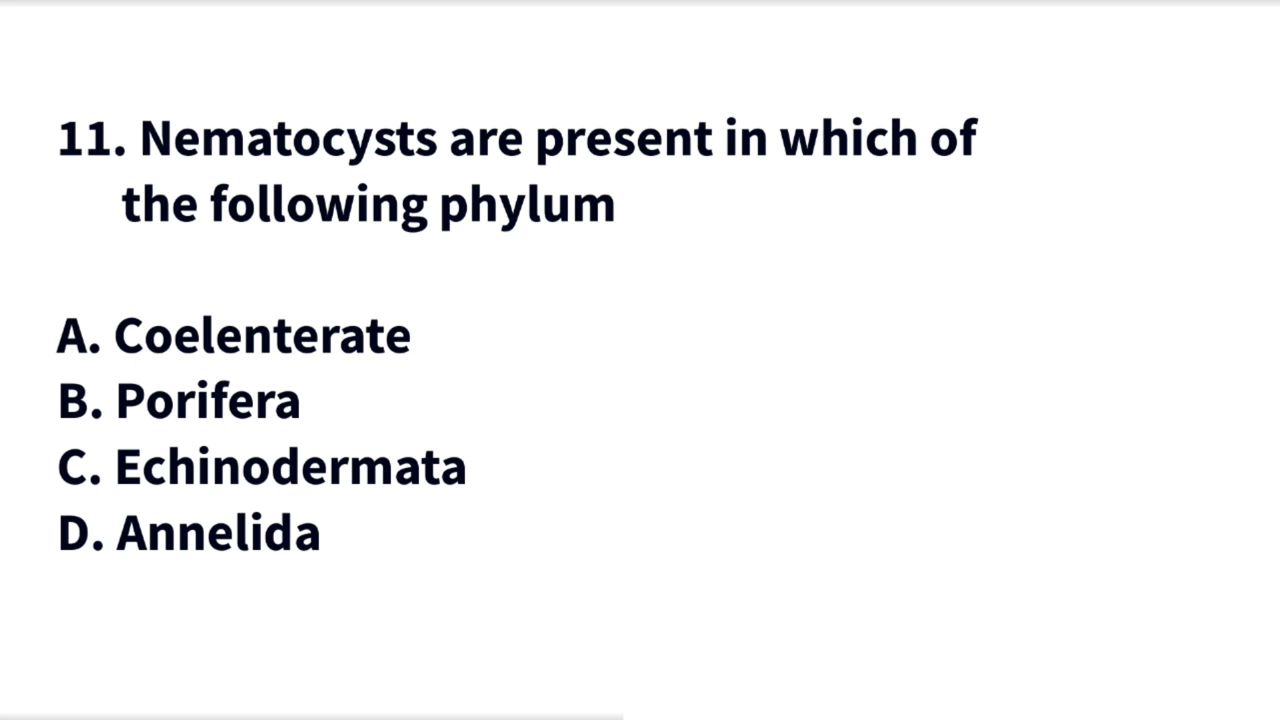 11. Nematocysts are present in which of
the following phylum
A. Coelenterate
B. Porifera
C. Echinodermata
D. Annelida